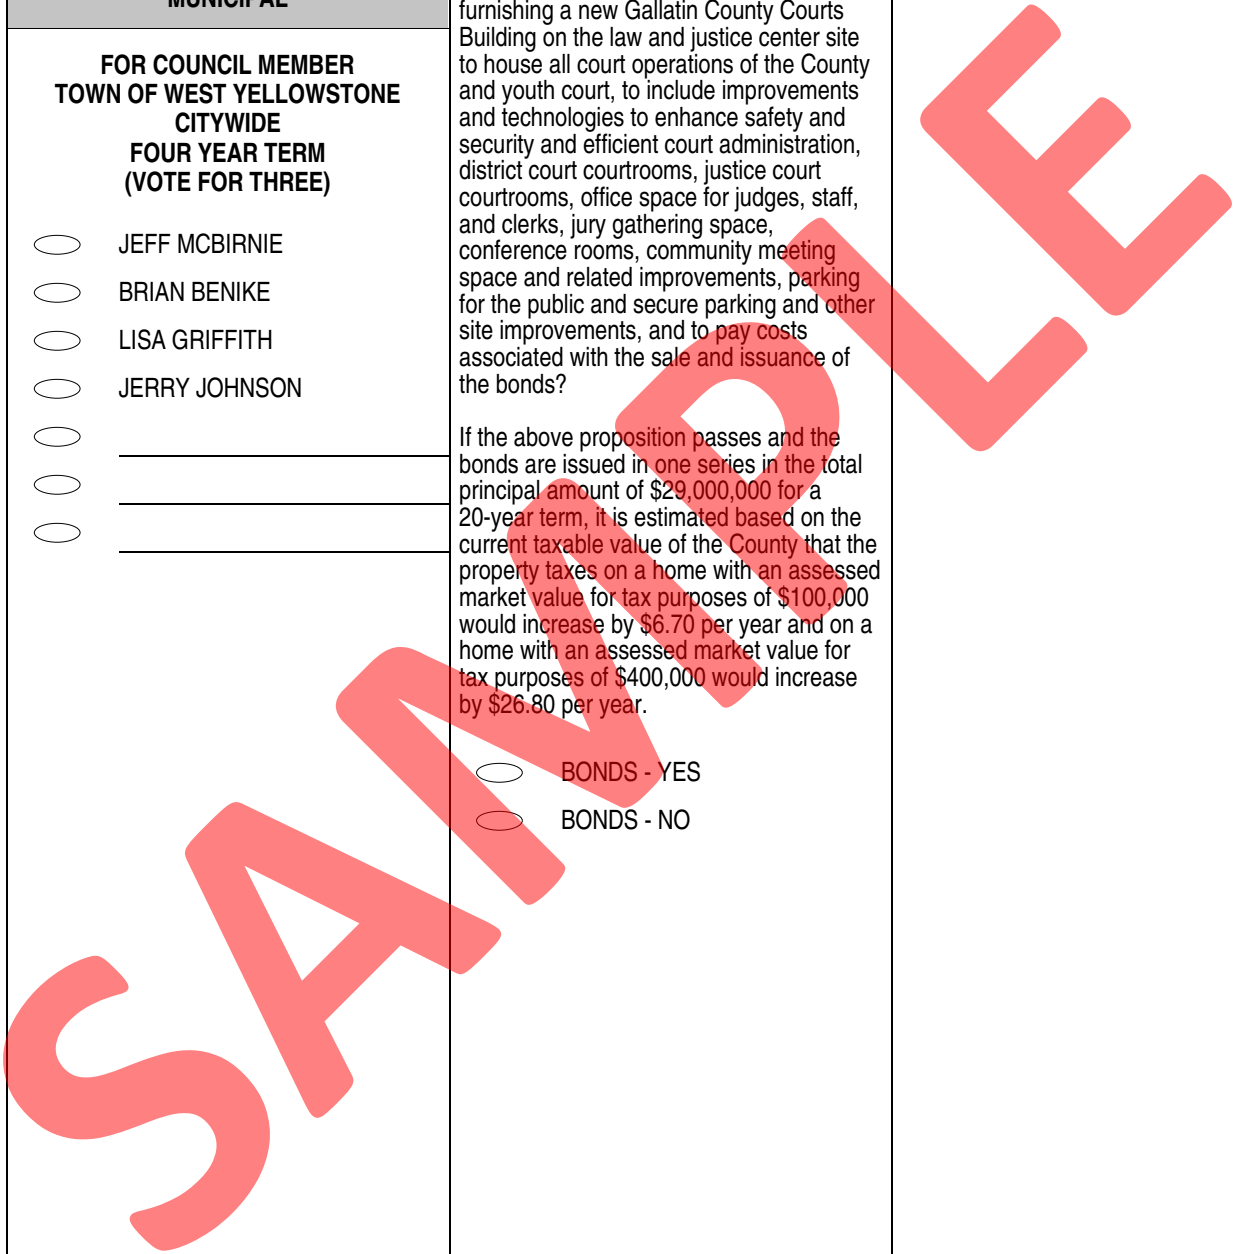 MUNICIPAL
FOR COUNCIL MEMBER
TOWN OF WEST YELLOWSTONE
CITYWIDE
FOUR YEAR TERM
(VOTE FOR THREE)
JEFF MCBIRNIE
BRIAN BENIKE
LISA GRIFFITH
JERRY JOHNSON
furnishing a new Gallatin County Courts
Building on the law and justice center site
to house all court operations of the County
and youth court, to include improvements
and technologies to enhance safety and
security and efficient court administration,
district court courtrooms, justice court
courtrooms, office space for judges, staff,
and clerks, jury gathering space,
conference rooms, community meeting
space and related improvements, parking
for the public and secure parking and other
site improvements, and to pay costs
associated with the sale and issuance of
the bonds?
If the above proposition passes and the
bonds are issued in one series in the total
principal amount of $29,000,000 for a
20-year term, it is estimated based on the
current taxable value of the County that the
property taxes on a home with an assessed
market value for tax purposes of $100,000
would increase by $6.70 per year and on a
home with an assessed market value for
tax purposes of $400,000 would increase
by $26.80 per year.
BONDS - YES
BONDS - NO
SAMPLE